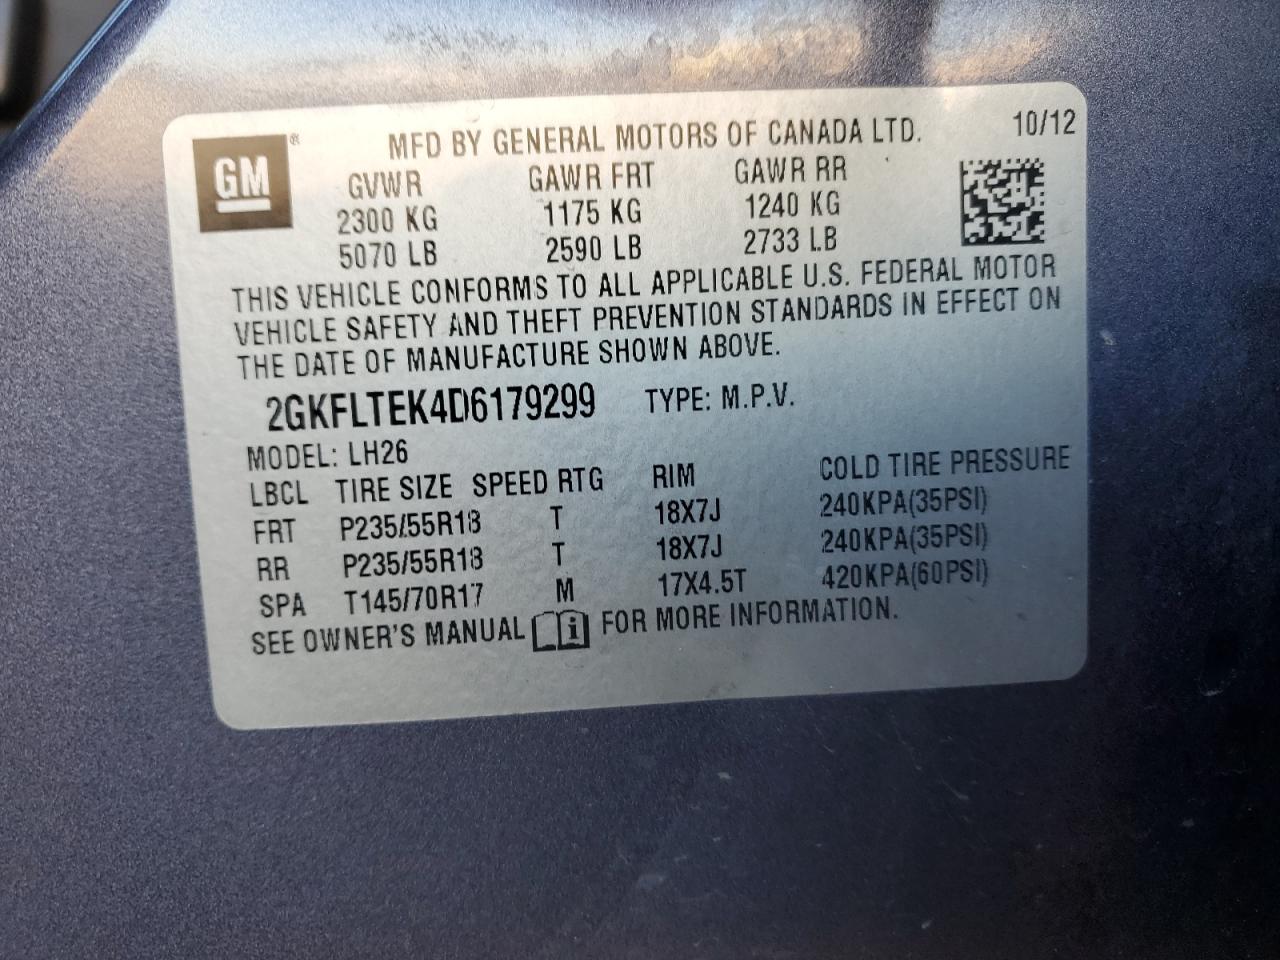 GM®
MFD BY GENERAL MOTORS OF CANADA LTD. 10/12
GVWR GAWR FRT GAWR RR
2300 KG 1175 KG 1240 KG
5070 LB 2590 LB 2733 LB
THIS VEHICLE CONFORMS TO ALL APPLICABLE U.S. FEDERAL MOTOR
VEHICLE SAFETY AND THEFT PREVENTION STANDARDS IN EFFECT ON
THE DATE OF MANUFACTURE SHOWN ABOVE.
2GKFLTEK4D6179299 TYPE: M.P.V.
MODEL: LH26
LBCL TIRE SIZE SPEED RTG RIM COLD TIRE PRESSURE
FRT P235/55R18 T 18X7J 240KPA(35PSI)
RR P235/55R18 T 18X7J 240KPA(35PSI)
SPA T145/70R17 M 17X4.5T 420KPA(60PSI)
SEE OWNER'S MANUAL i FOR MORE INFORMATION.